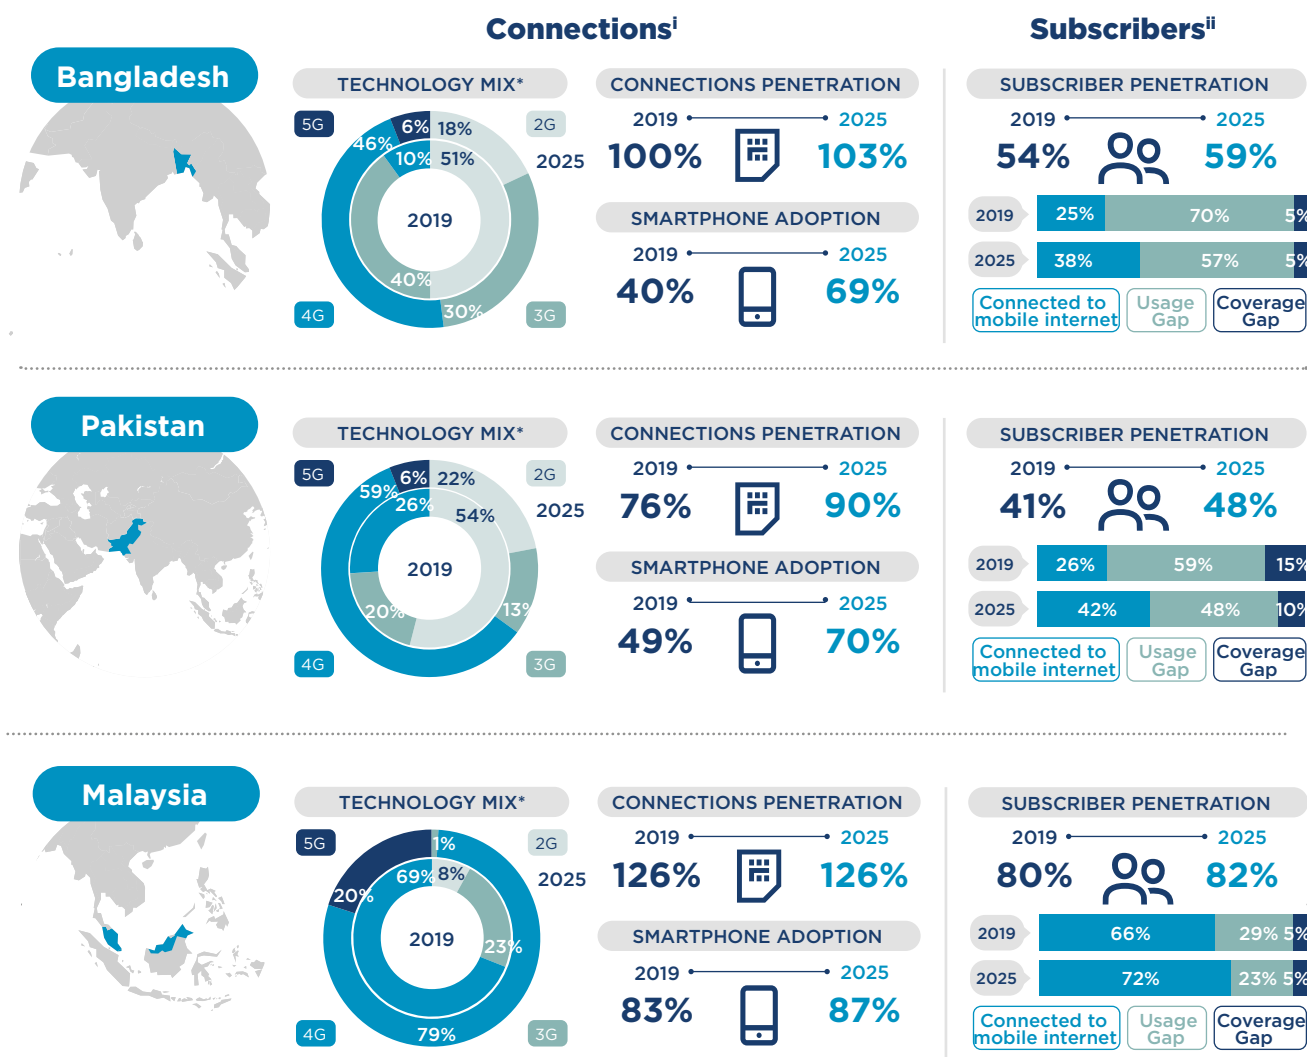 Connectionsⁱ
Subscribersⁱⁱ
Bangladesh
TECHNOLOGY MIX*
5G
2G
6%
18%
46%
10%
51%
2025
2019
40%
30%
4G
3G
CONNECTIONS PENETRATION
2019
2025
100%
103%
SMARTPHONE ADOPTION
2019
2025
40%
69%
SUBSCRIBER PENETRATION
2019
2025
54%
59%
2019
25%
70%
5%
2025
38%
57%
5%
Connected to
mobile internet
Usage
Gap
Coverage
Gap
Pakistan
TECHNOLOGY MIX*
5G
2G
6%
22%
59%
26%
54%
2025
2019
20%
13%
4G
3G
CONNECTIONS PENETRATION
2019
2025
76%
90%
SMARTPHONE ADOPTION
2019
2025
49%
70%
SUBSCRIBER PENETRATION
2019
2025
41%
48%
2019
26%
59%
15%
2025
42%
48%
10%
Connected to
mobile internet
Usage
Gap
Coverage
Gap
Malaysia
TECHNOLOGY MIX*
5G
2G
1%
69%
8%
2025
20%
2019
23%
79%
4G
3G
CONNECTIONS PENETRATION
2019
2025
126%
126%
SMARTPHONE ADOPTION
2019
2025
83%
87%
SUBSCRIBER PENETRATION
2019
2025
80%
82%
2019
66%
29%
5%
2025
72%
23%
5%
Connected to
mobile internet
Usage
Gap
Coverage
Gap